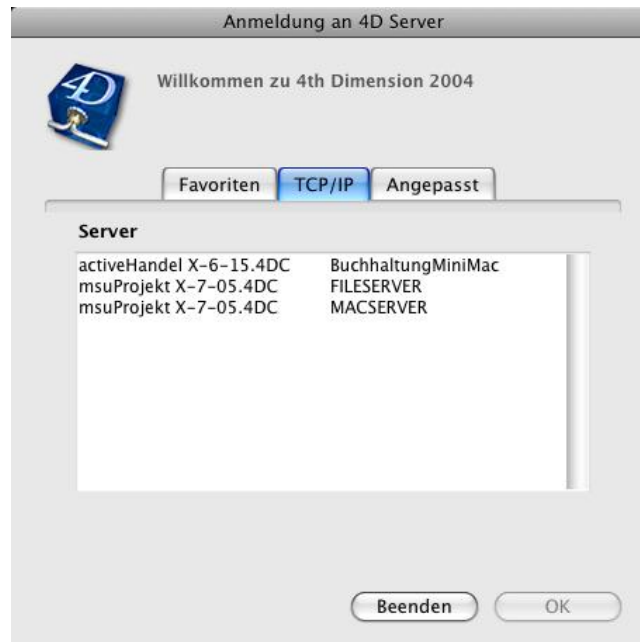 Anmeldung an 4D Server
4D
Willkommen zu 4th Dimension 2004
Favoriten TCP/IP Angepasst
Server
activeHandel X-6-15.4DC BuchhaltungMiniMac
msuProjekt X-7-05.4DC FILESERVER
msuProjekt X-7-05.4DC MACSERVER
Beenden OK